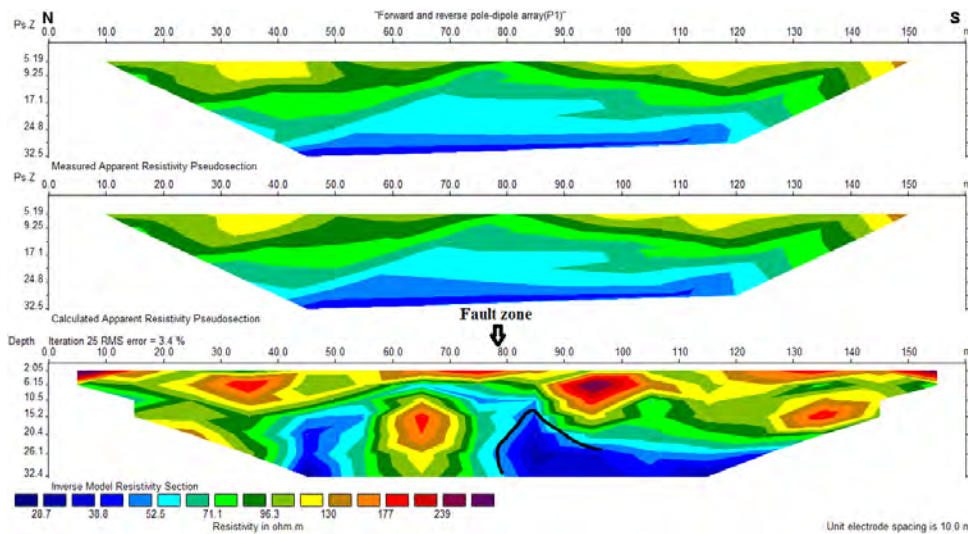 N "Forward and reverse pole-dipole array(P1)" S
Ps.Z 0.0 10.0 20.0 30.0 40.0 50.0 60.0 70.0 80.0 90.0 100 110 120 130 140 150 m
5.19
9.25
17.1
24.8
32.5
Measured Apparent Resistivity Pseudosection
Ps.Z 0.0 10.0 20.0 30.0 40.0 50.0 60.0 70.0 80.0 90.0 100 110 120 130 140 150
5.19
9.25
17.1
24.8
32.5
Calculated Apparent Resistivity Pseudosection
Fault zone
Depth Iteration 25 RMS error = 3.4 %
0.0 10.0 20.0 30.0 40.0 50.0 60.0 70.0 80.0 90.0 100 110 120 130 140 150 m
2.05
6.15
10.5
15.2
20.4
26.1
32.4
Inverse Model Resistivity Section
28.7 38.8 52.5 71.1 96.3 130 177 239
Resistivity in ohm.m
Unit electrode spacing is 10.0 m